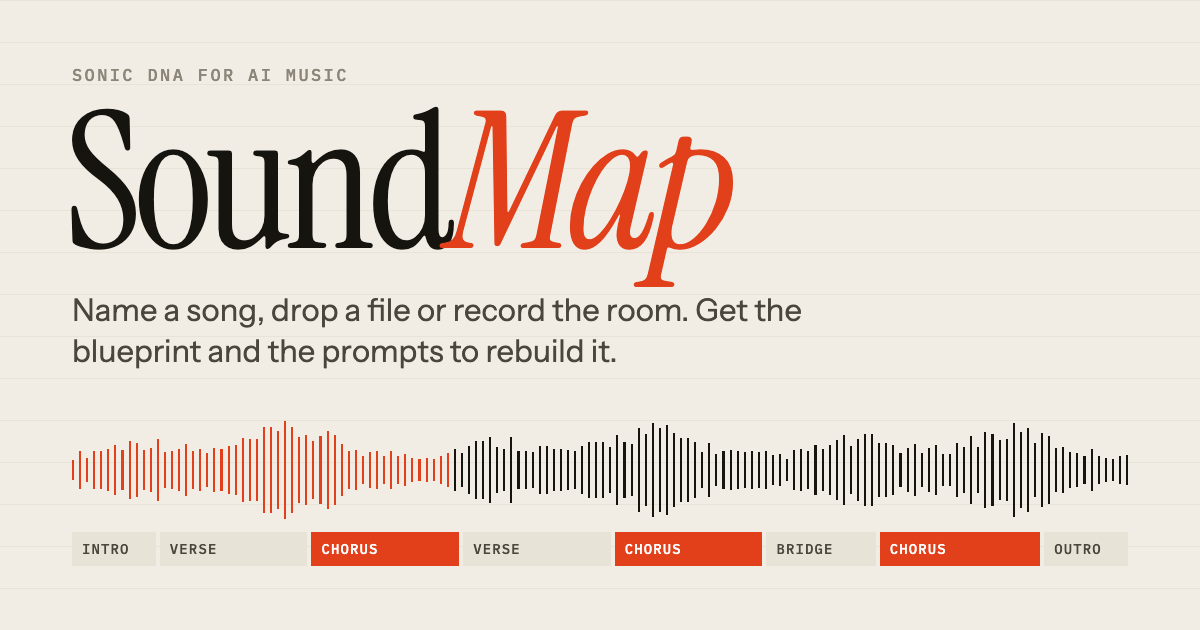 SONIC DNA FOR AI MUSIC
SoundMap
Name a song, drop a file or record the room. Get the
blueprint and the prompts to rebuild it.
INTRO VERSE CHORUS VERSE CHORUS BRIDGE CHORUS OUTRO